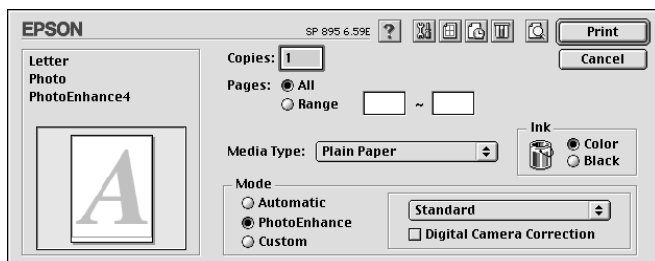 EPSON
SP 895 6.59E
?
Print
Cancel
Letter
Photo
PhotoEnhance4
A
Copies: 1
Pages: All
Range ~
Media Type: Plain Paper
Ink
Color
Black
Mode
Automatic
PhotoEnhance
Custom
Standard
Digital Camera Correction